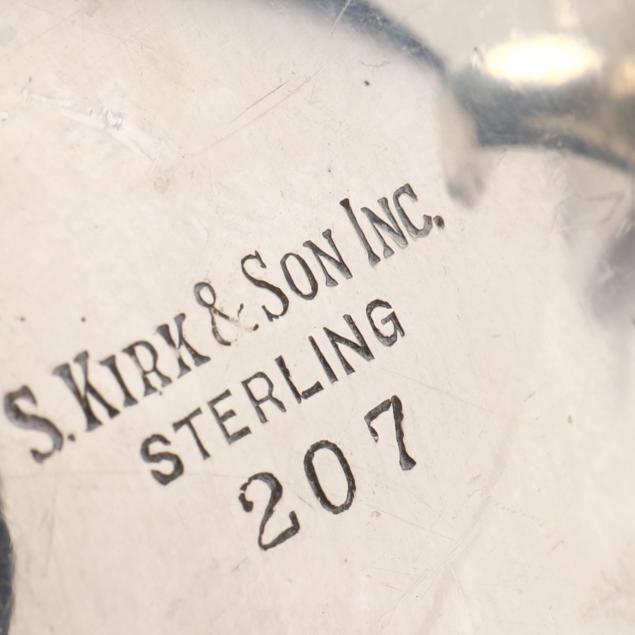 S. KIRK & SON INC.
STERLING
207